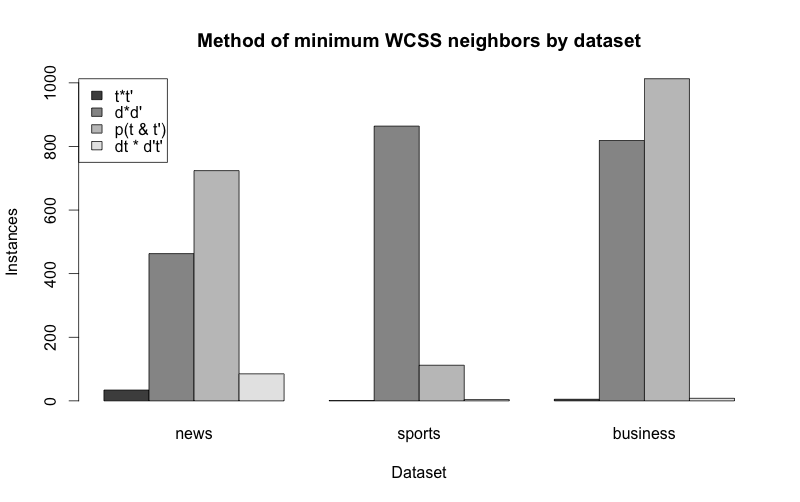 Method of minimum WCSS neighbors by dataset
1000
800
600
400
200
0
Instances
t*t'
d*d'
p(t & t')
dt * d't'
news
sports
business
Dataset